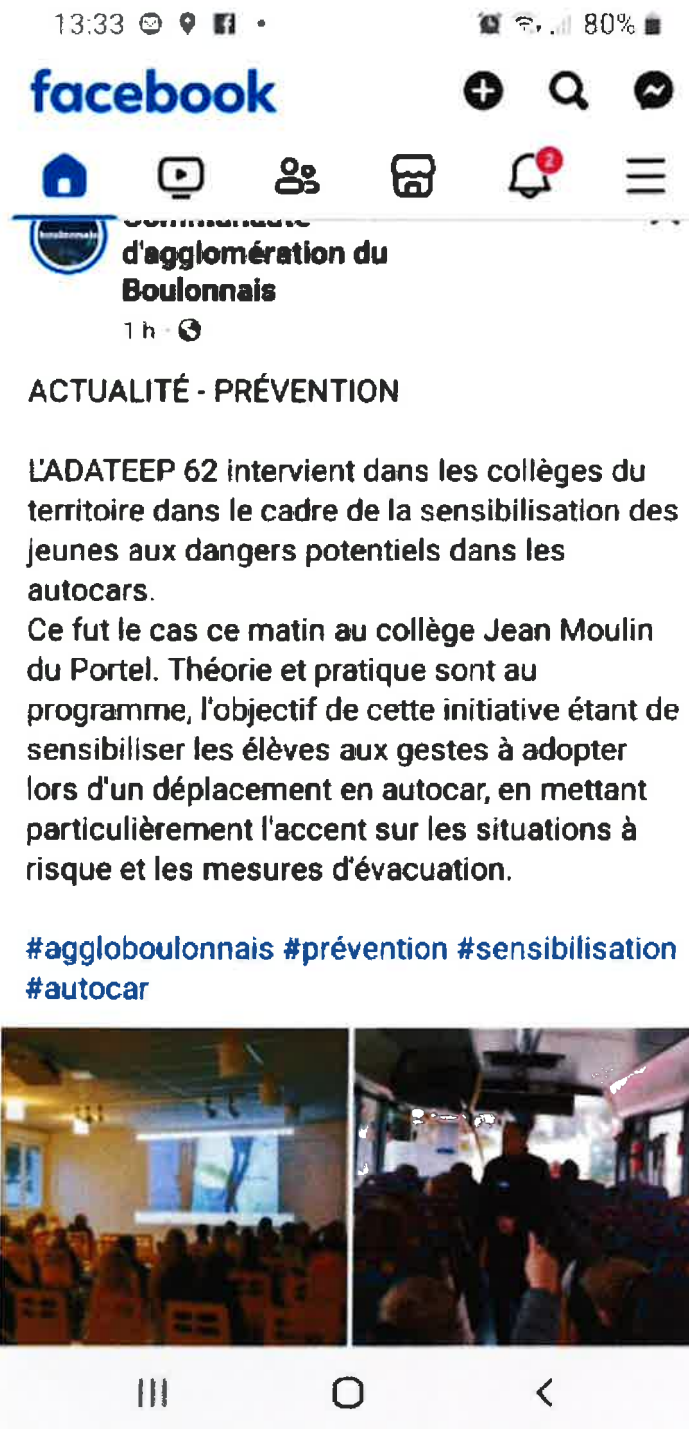 13:33 80%
facebook
2
Communauté
d'agglomération du
Boulonnais
1 h
ACTUALITÉ - PRÉVENTION
L'ADATEEP 62 intervient dans les collèges du
territoire dans le cadre de la sensibilisation des
jeunes aux dangers potentiels dans les
autocars.
Ce fut le cas ce matin au collège Jean Moulin
du Portel. Théorie et pratique sont au
programme, l'objectif de cette initiative étant de
sensibiliser les élèves aux gestes à adopter
lors d'un déplacement en autocar, en mettant
particulièrement l'accent sur les situations à
risque et les mesures d'évacuation.
#aggloboulonnais #prévention #sensibilisation
#autocar